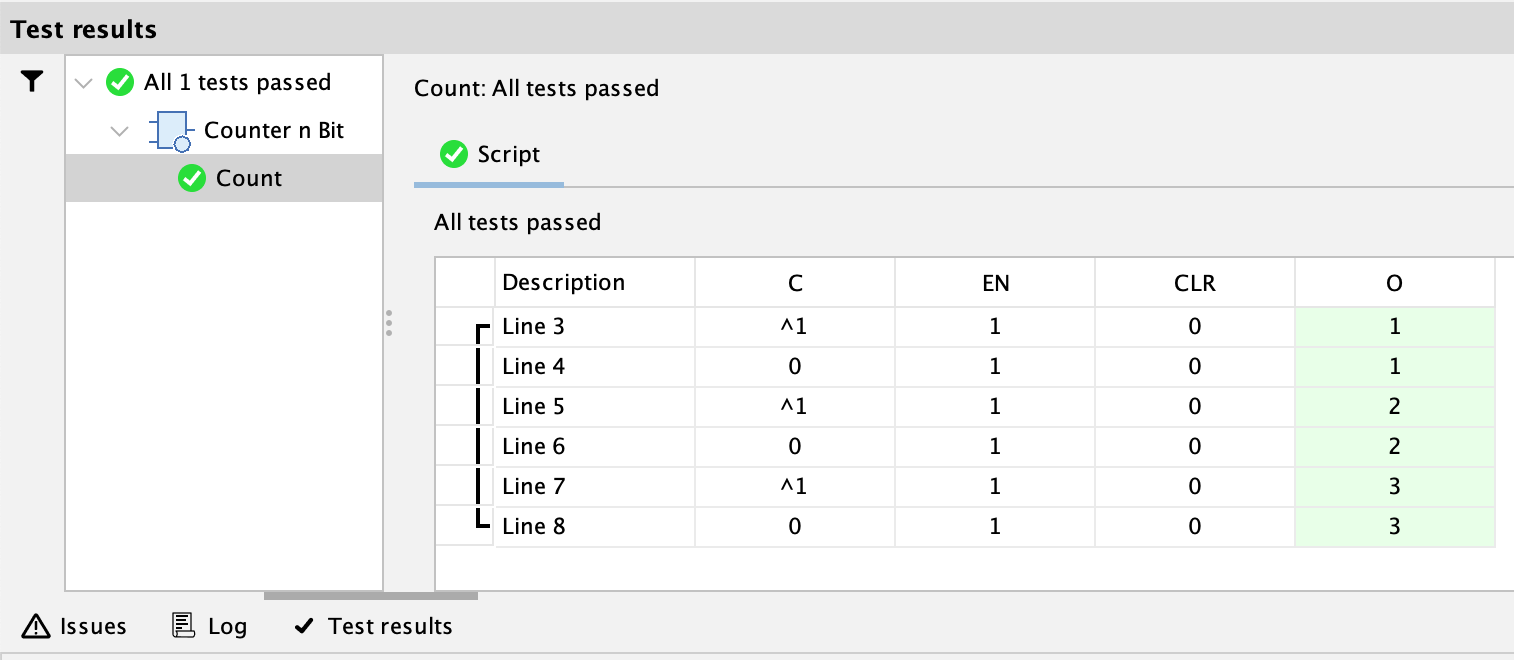 Test results
All 1 tests passed
Counter n Bit
Count
Count: All tests passed
Script
All tests passed
Description C EN CLR O
Line 3 ^1 1 0 1
Line 4 0 1 0 1
Line 5 ^1 1 0 2
Line 6 0 1 0 2
Line 7 ^1 1 0 3
Line 8 0 1 0 3
Issues Log Test results